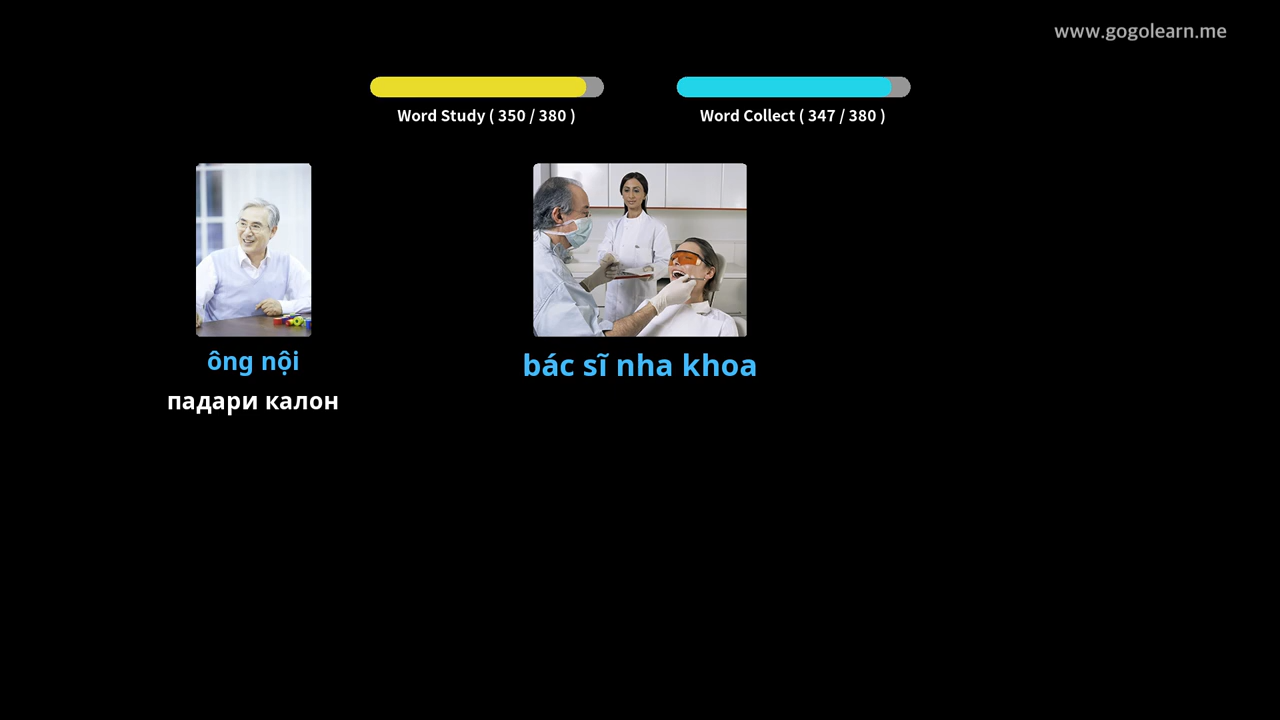 www.gogolearn.me
Word Study ( 350 / 380 )
Word Collect ( 347 / 380 )
ông nội
bác sĩ nha khoa
падари калон